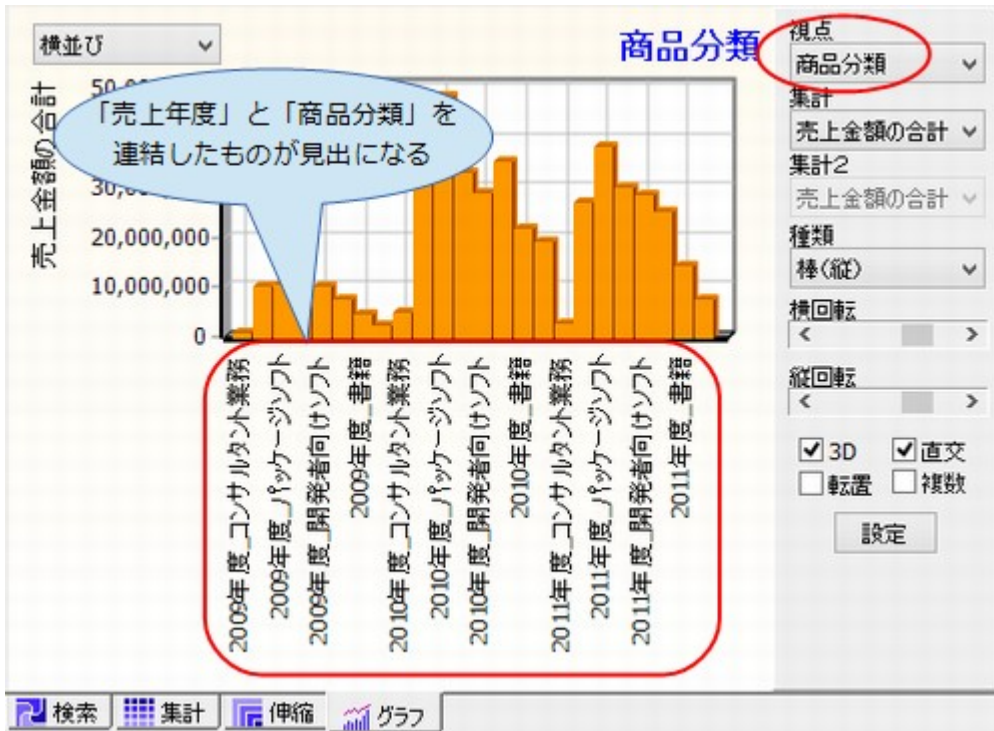 横並び
商品分類
売上金額の合計
20,000,000
10,000,000
0
「売上年度」と「商品分類」を
連結したものが見出になる
2009年度_コンサルタント業務
2009年度_パッケージソフト
2009年度_開発者向けソフト
2009年度_書籍
2010年度_コンサルタント業務
2010年度_パッケージソフト
2010年度_開発者向けソフト
2010年度_書籍
2011年度_コンサルタント業務
2011年度_パッケージソフト
2011年度_開発者向けソフト
2011年度_書籍
視点
商品分類
集計
売上金額の合計
集計2
売上金額の合計
種類
棒(縦)
横回転
縦回転
3D 直交
転置 複数
設定
検索 集計 伸縮 グラフ